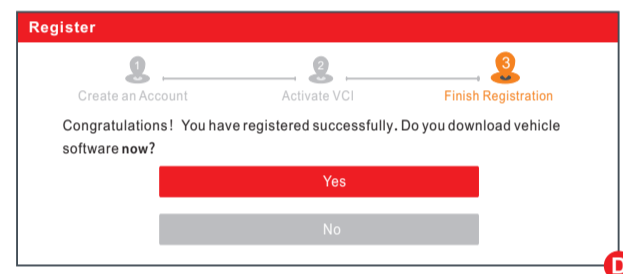 Register
1
2
3
Create an Account
Activate VCI
Finish Registration
Congratulations! You have registered successfully. Do you download vehicle
software now?
Yes
No
D